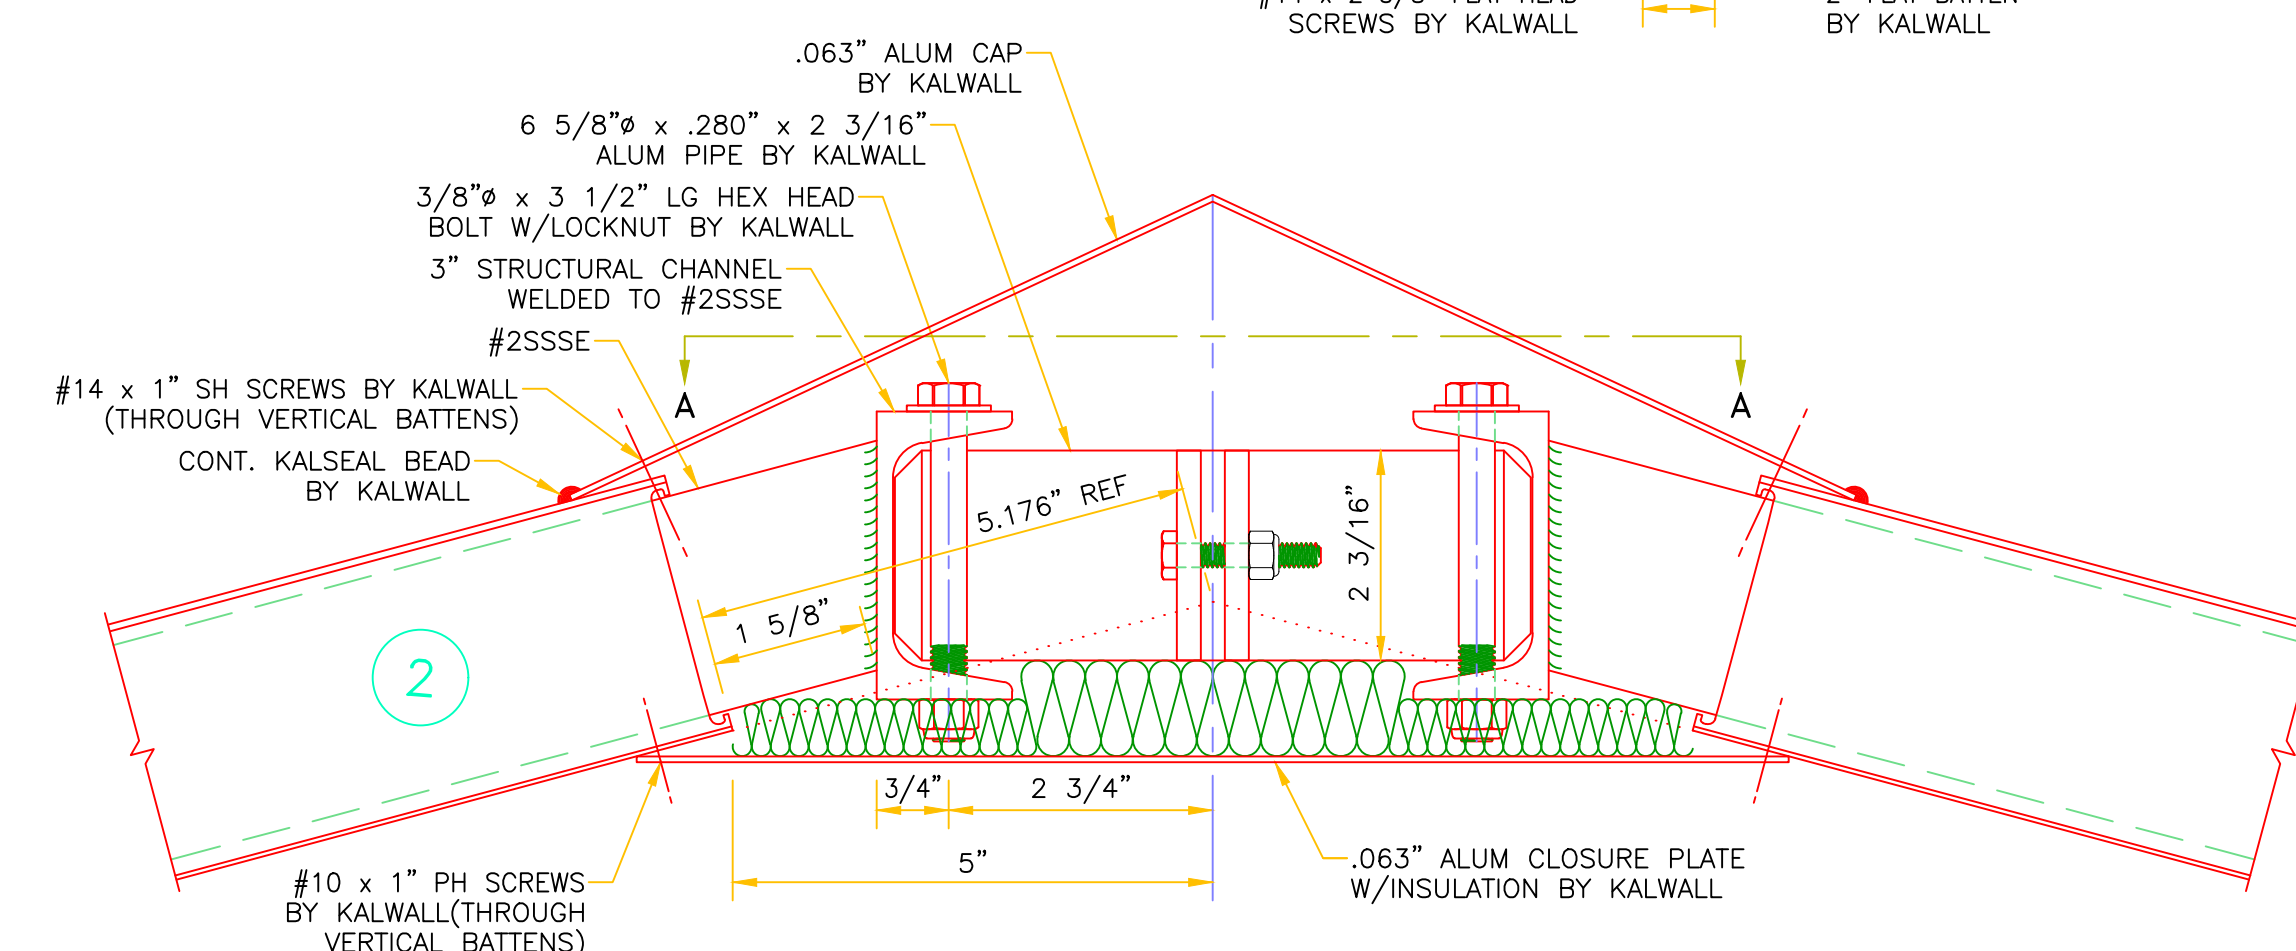 SCREWS BY KALWALL
BY KALWALL
.063” ALUM CAP
BY KALWALL
6 5/8”ø x .280” x 2 3/16”
ALUM PIPE BY KALWALL
3/8”ø x 3 1/2” LG HEX HEAD
BOLT W/LOCKNUT BY KALWALL
3” STRUCTURAL CHANNEL
WELDED TO #2SSSE
#2SSSE
#14 x 1” SH SCREWS BY KALWALL
(THROUGH VERTICAL BATTENS)
CONT. KALSEAL BEAD
BY KALWALL
A
A
5.176” REF
2 3/16”
1 5/8”
2
3/4”
2 3/4”
5”
.063” ALUM CLOSURE PLATE
W/INSULATION BY KALWALL
#10 x 1” PH SCREWS
BY KALWALL(THROUGH
VERTICAL BATTENS)